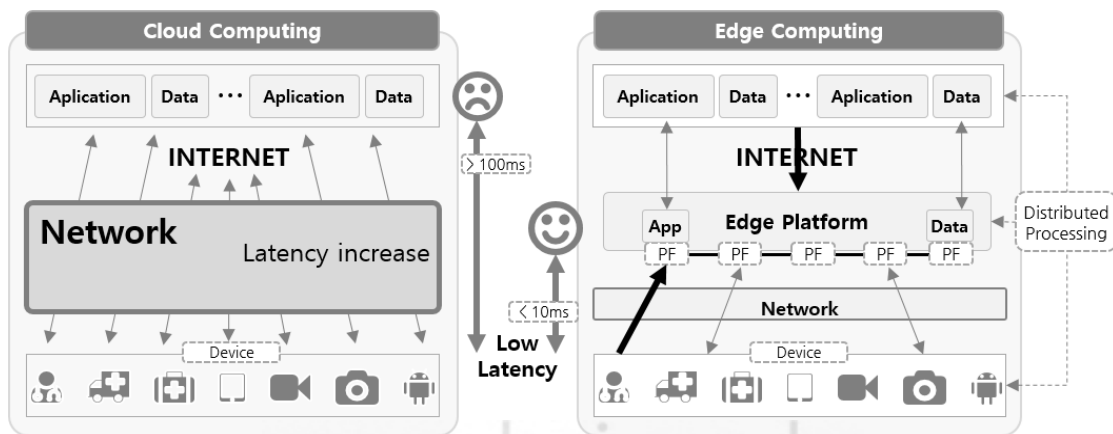 Cloud Computing
Aplication Data ··· Aplication Data
INTERNET
Network
Latency increase
Device
> 100ms
< 10ms
Low
Latency
Edge Computing
Aplication Data ··· Aplication Data
INTERNET
Edge Platform
App
Data
PF PF PF PF PF
Network
Device
Distributed
Processing